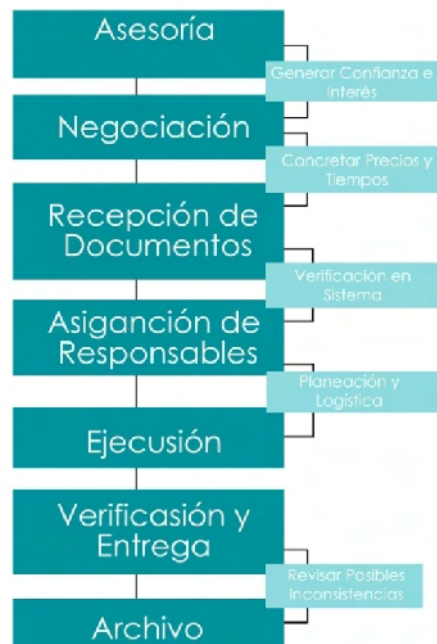 Asesoría
Generar Confianza e
Interés
Negociación
Concretar Precios y
Tiempos
Recepción de
Documentos
Verificación en
Sistema
Asiganción de
Responsables
Planeación y
Logística
Ejecusión
Verificasión y
Entrega
Revisar Posibles
Inconsistencias
Archivo